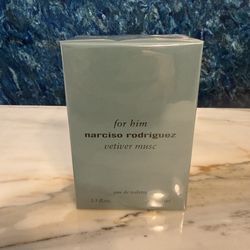 for him
narciso rodriguez
vetiver musc
eau de toilette